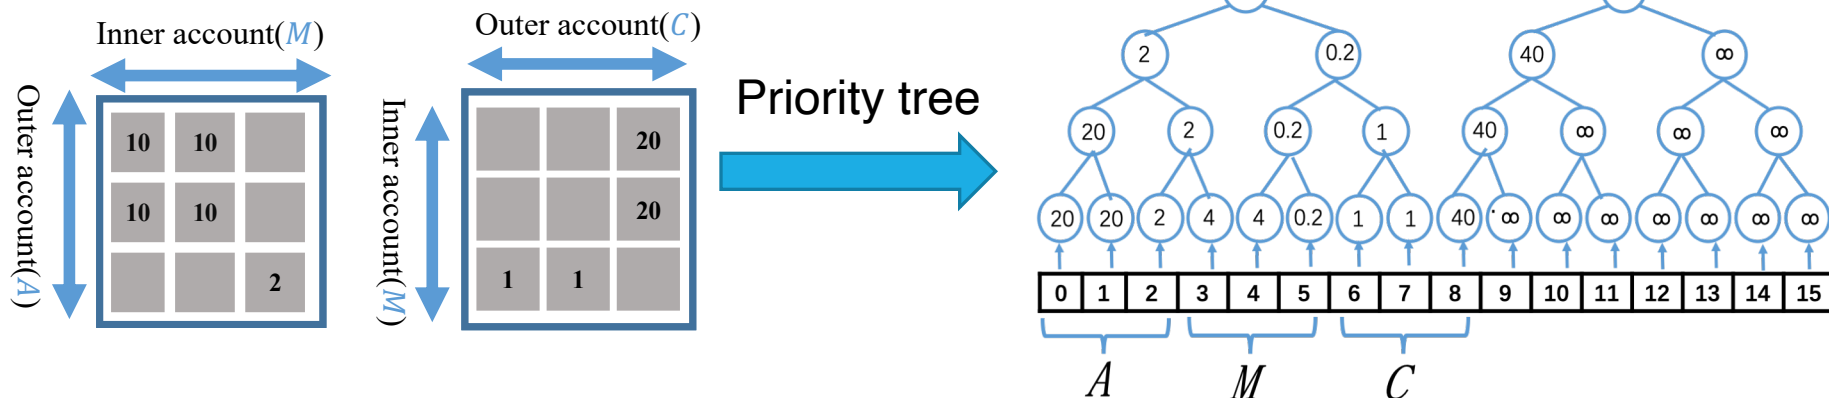 Inner account(M)
Outer account(A)
10 10
10 10
2
Outer account(C)
Inner account(M)
20
20
1 1
Priority tree
2 0.2 40 ∞
20 2 0.2 1 40 ∞ ∞ ∞
20 20 2 4 4 0.2 1 1 40 ∞ ∞ ∞ ∞ ∞ ∞ ∞
0 1 2 3 4 5 6 7 8 9 10 11 12 13 14 15
A M C